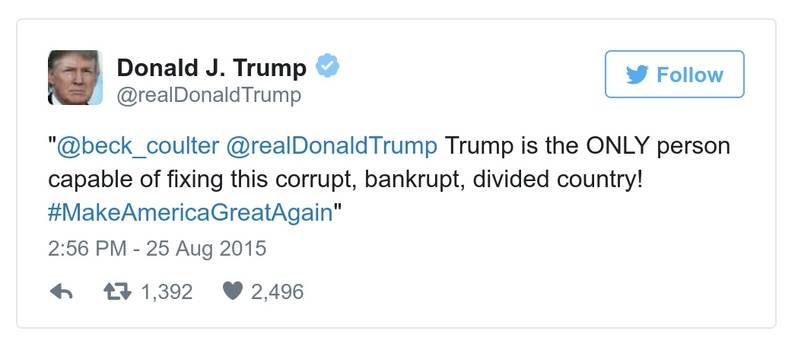 Donald J. Trump
@realDonaldTrump
Follow
"@beck_coulter @realDonaldTrump Trump is the ONLY person
capable of fixing this corrupt, bankrupt, divided country!
#MakeAmericaGreatAgain"
2:56 PM - 25 Aug 2015
1,392 2,496